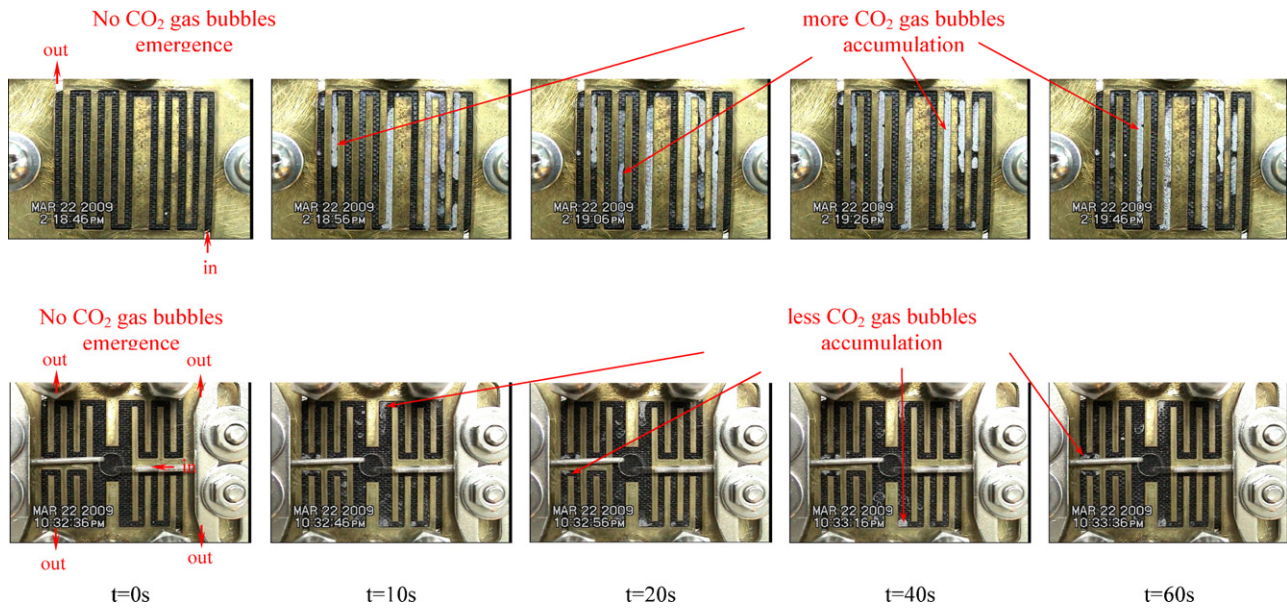 No CO₂ gas bubbles
emergence
more CO₂ gas bubbles
accumulation
out
MAR 22 2009
2:18:46 PM
MAR 22 2009
2:18:56 PM
MAR 22 2009
2:19:06 PM
MAR 22 2009
2:19:26 PM
MAR 22 2009
2:19:46 PM
in
No CO₂ gas bubbles
emergence
less CO₂ gas bubbles
accumulation
out
out
in
MAR 22 2009
10:32:36 PM
MAR 22 2009
10:32:46 PM
MAR 22 2009
10:32:56 PM
MAR 22 2009
10:33:16 PM
MAR 22 2009
10:33:36 PM
out
out
t=0s
t=10s
t=20s
t=40s
t=60s